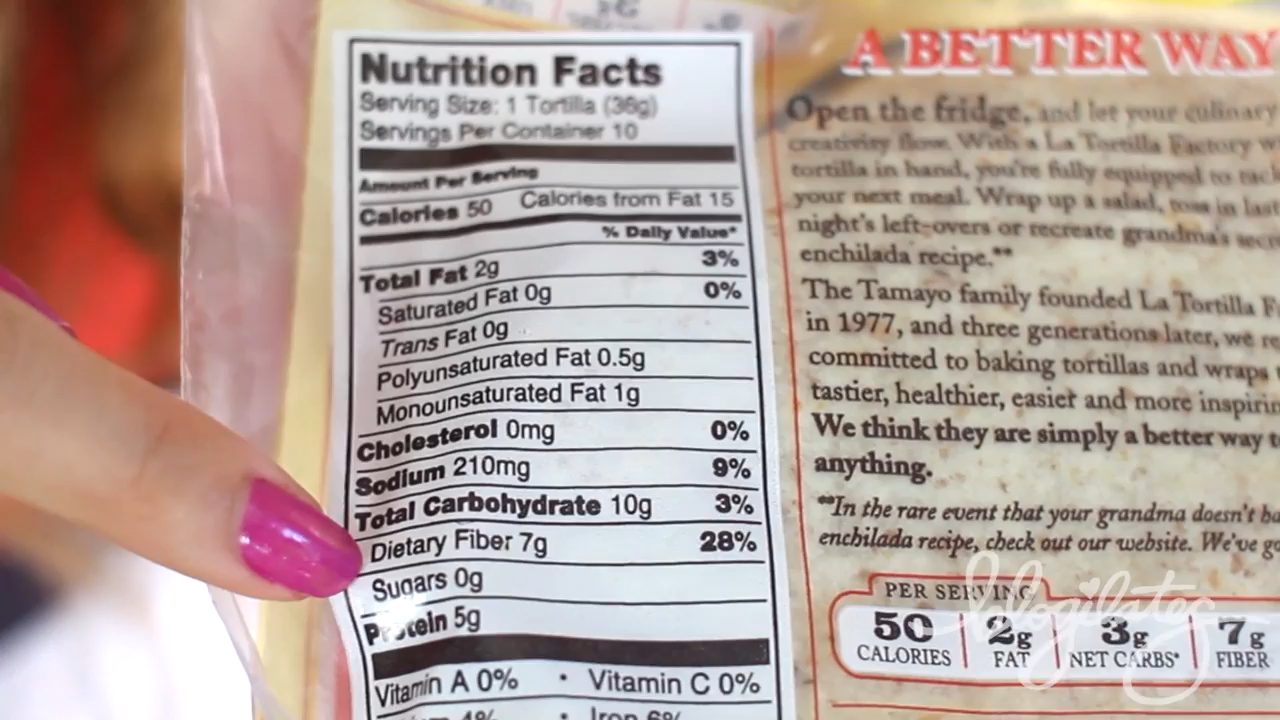 Nutrition Facts
Serving Size: 1 Tortilla (36g)
Servings Per Container 10
Amount Per Serving
Calories 50 Calories from Fat 15
% Daily Value*
Total Fat 2g 3%
Saturated Fat 0g 0%
Trans Fat 0g
Polyunsaturated Fat 0.5g
Monounsaturated Fat 1g
Cholesterol 0mg 0%
Sodium 210mg 9%
Total Carbohydrate 10g 3%
Dietary Fiber 7g 28%
Sugars 0g
Protein 5g
Vitamin A 0% • Vitamin C 0%
4% • Iron 6%
A BETTER WAY
Open the fridge, and let your culinary
creativity flow. With a La Tortilla Factory
tortilla in hand, you're fully equipped to
your next meal. Wrap up a salad, toss in last
night's left-overs or recreate grandma's
enchilada recipe.**
The Tamayo family founded La Tortilla
in 1977, and three generations later, we
committed to baking tortillas and wraps
tastier, healthier, easier and more
We think they are simply a better way
anything.
**In the rare event that your grandma doesn't
enchilada recipe, check out our website. We've
PER SERVING
50 2g 3g 7g
CALORIES FAT NET CARBS* FIBER
blogilates